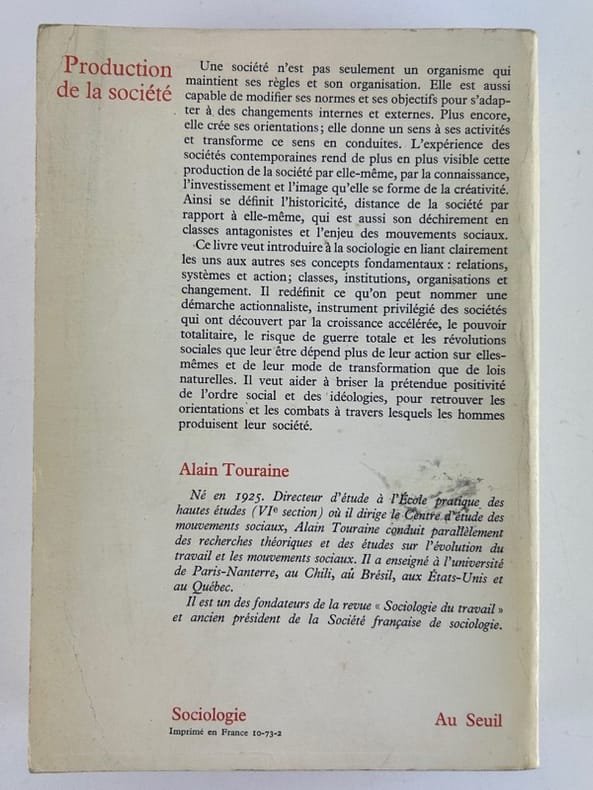 Production
de la société
Une société n'est pas seulement un organisme qui
maintient ses règles et son organisation. Elle est aussi
capable de modifier ses normes et ses objectifs pour s'adap-
ter à des changements internes et externes. Plus encore,
elle crée ses orientations; elle donne un sens à ses activités
et transforme ce sens en conduites. L'expérience des
sociétés contemporaines rend de plus en plus visible cette
production de la société par elle-même, par la connaissance,
l'investissement et l'image qu'elle se forme de la créativité.
Ainsi se définit l'historicité, distance de la société par
rapport à elle-même, qui est aussi son déchirement en
classes antagonistes et l'enjeu des mouvements sociaux.
Ce livre veut introduire à la sociologie en liant clairement
les uns aux autres ses concepts fondamentaux : relations,
systèmes et action; classes, institutions, organisations et
changement. Il redéfinit ce qu'on peut nommer une
démarche actionnaliste, instrument privilégié des sociétés
qui ont découvert par la croissance accélérée, le pouvoir
totalitaire, le risque de guerre totale et les révolutions
sociales que leur être dépend plus de leur action sur elles-
mêmes et de leur mode de transformation que de lois
naturelles. Il veut aider à briser la prétendue positivité
de l'ordre social et des idéologies, pour retrouver les
orientations et les combats à travers lesquels les hommes
produisent leur société.
Alain Touraine
Né en 1925. Directeur d'étude à l'École pratique des
hautes études (VIe section) où il dirige le Centre d'étude des
mouvements sociaux, Alain Touraine conduit parallèlement
des recherches théoriques et des études sur l'évolution du
travail et les mouvements sociaux. Il a enseigné à l'université
de Paris-Nanterre, au Chili, au Brésil, aux États-Unis et
au Québec.
Il est un des fondateurs de la revue « Sociologie du travail »
et ancien président de la Société française de sociologie.
Sociologie
Au Seuil
Imprimé en France 10-73-2